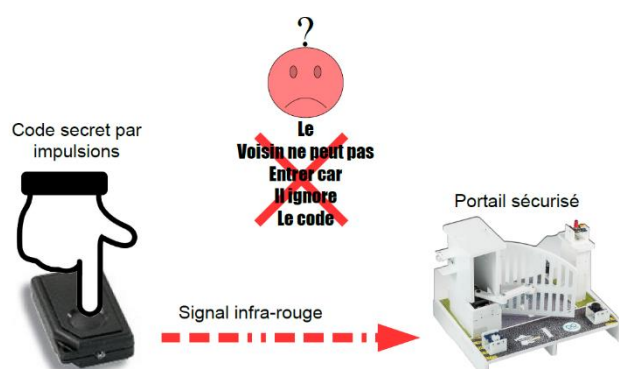 ?
Le
Voisin ne peut pas
Entrer car
Il ignore
Le code
Code secret par
impulsions
Portail sécurisé
Signal infra-rouge